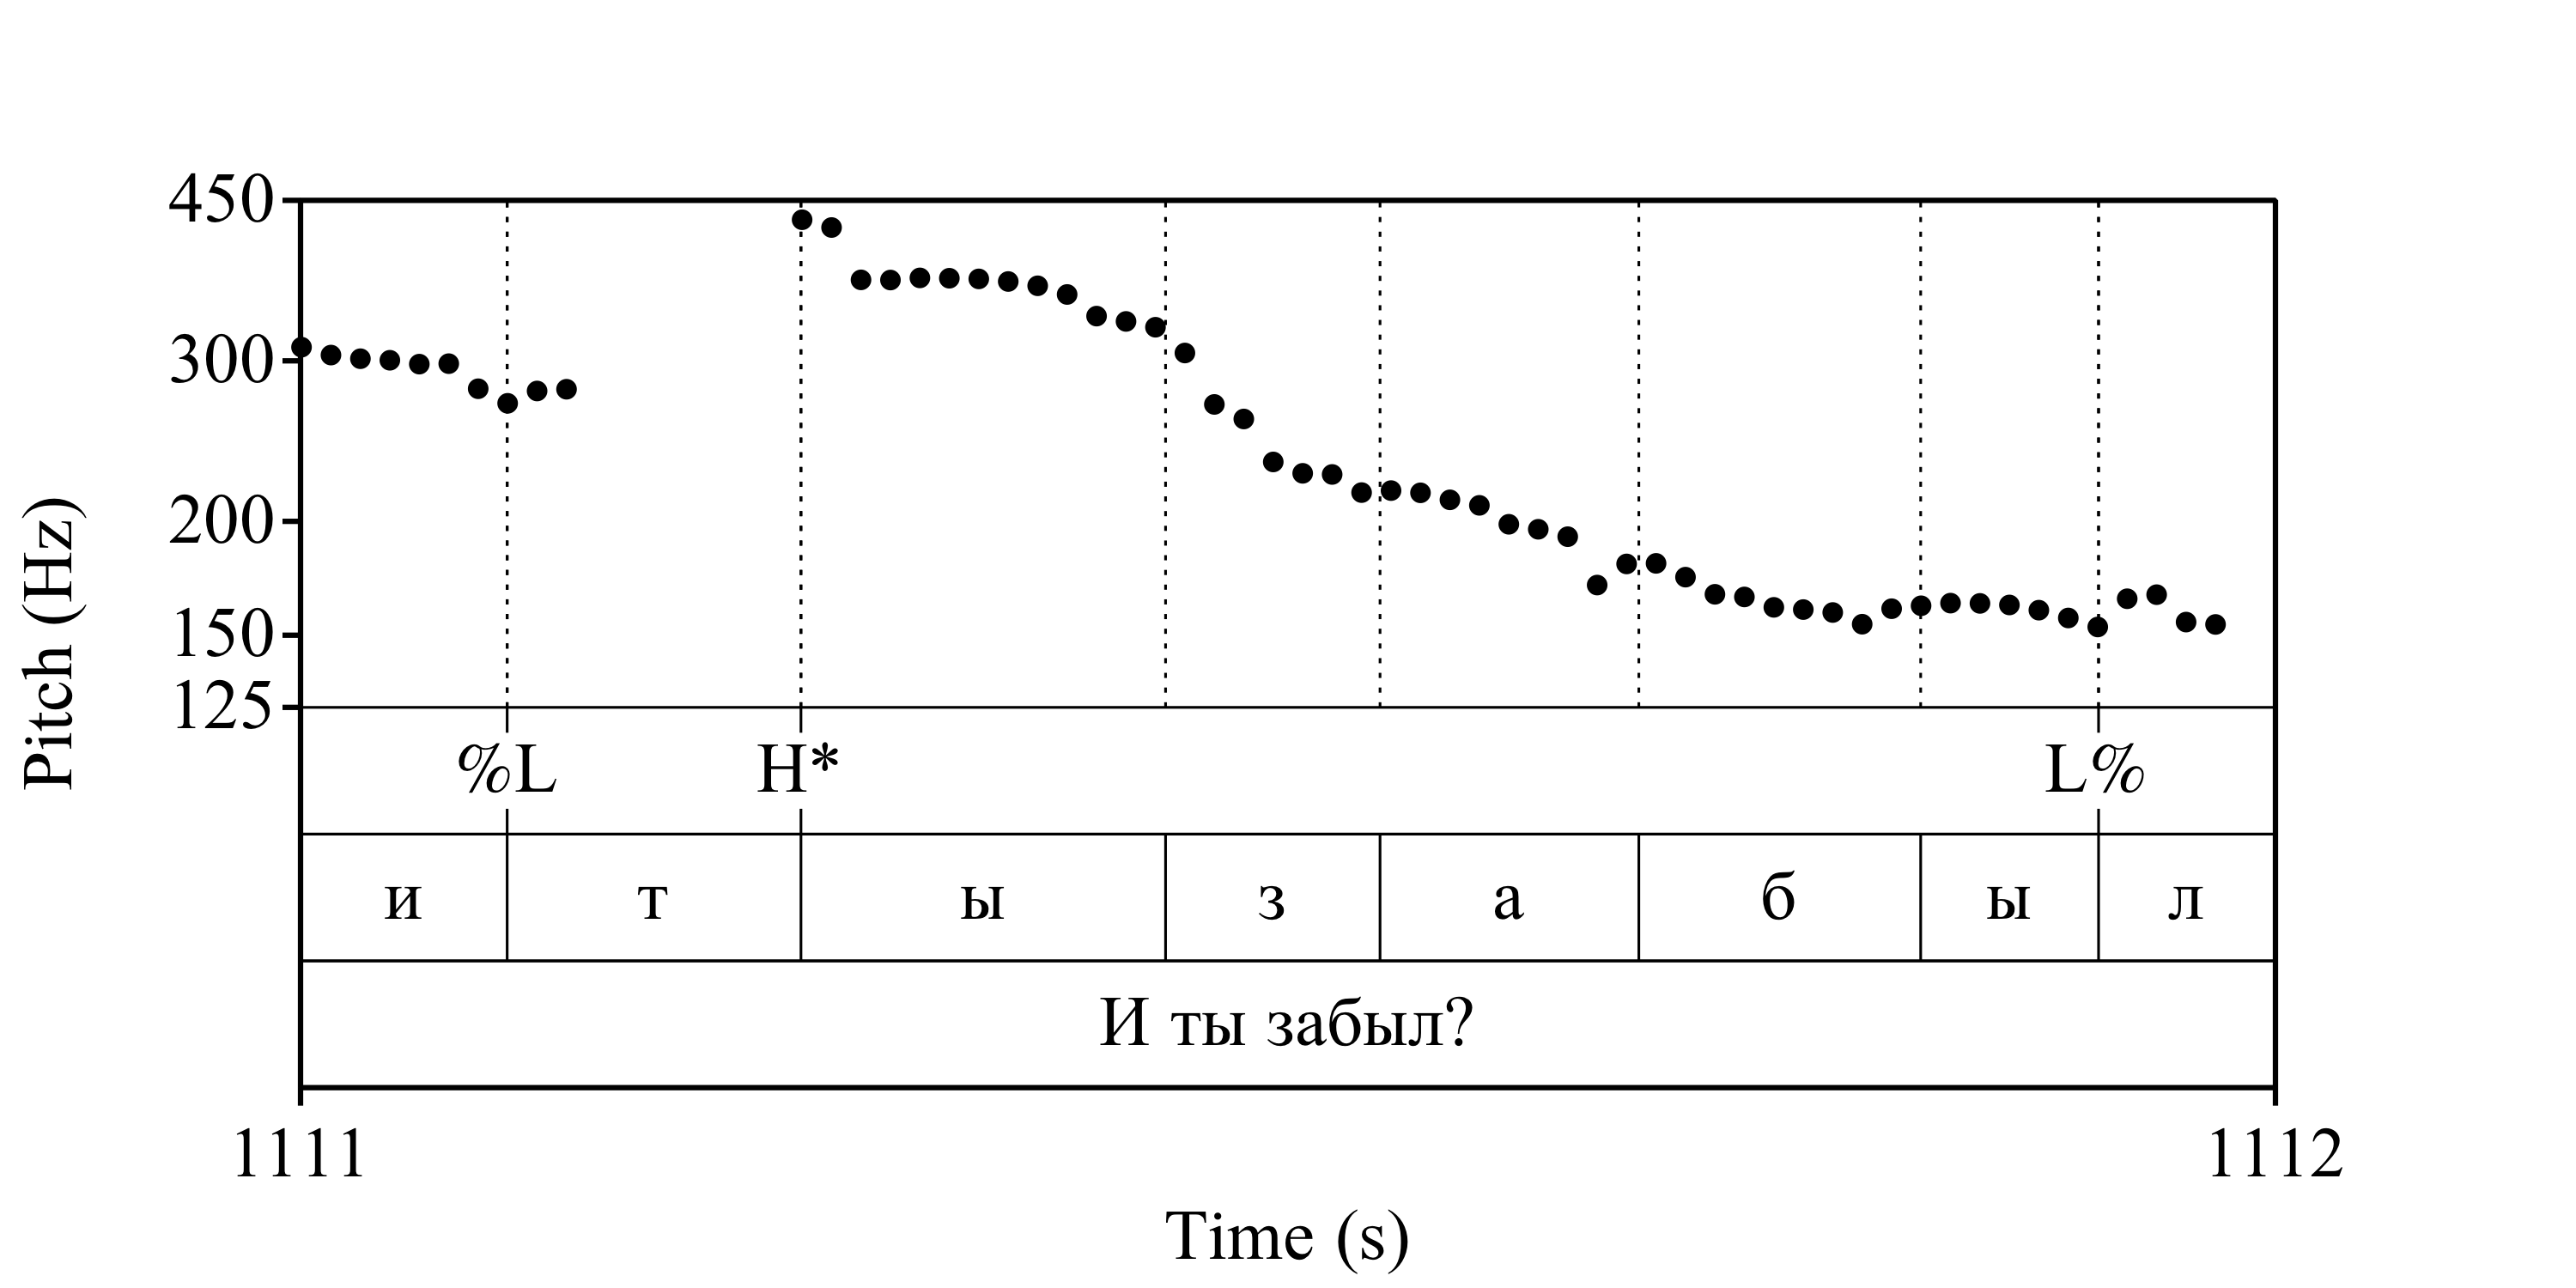 450
300
200
150
125
Pitch (Hz)
%L H* L%
и т ы з а б ы л
И ты забыл?
1111 1112
Time (s)